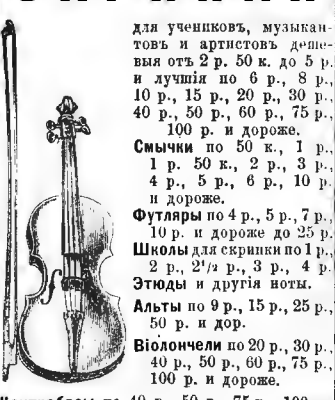 для учениковъ, музыкан-
товъ и артистовъ деше-
выя отъ 2 р. 50 к. до 5 р.
и лучшія по 6 р., 8 р.,
10 р., 15 р., 20 р., 30 р.,
40 р., 50 р., 60 р., 75 р.,
100 р. и дороже.
Смычки по 50 к., 1 р.,
1 р. 50 к., 2 р., 3 р.,
4 р., 5 р., 6 р., 10 р.
и дороже.
Футляры по 4 р., 5 р., 7 р.,
10 р. и дороже до 25 р.
Школы для скрипки по 1 р.,
2 р., 2½ р., 3 р., 4 р.
Этюды и другія ноты.
Альты по 9 р., 15 р., 25 р.,
50 р. и дор.
Віолончели по 20 р., 30 р.
40 р., 50 р., 60 р., 75 р.,
100 р. и дороже.